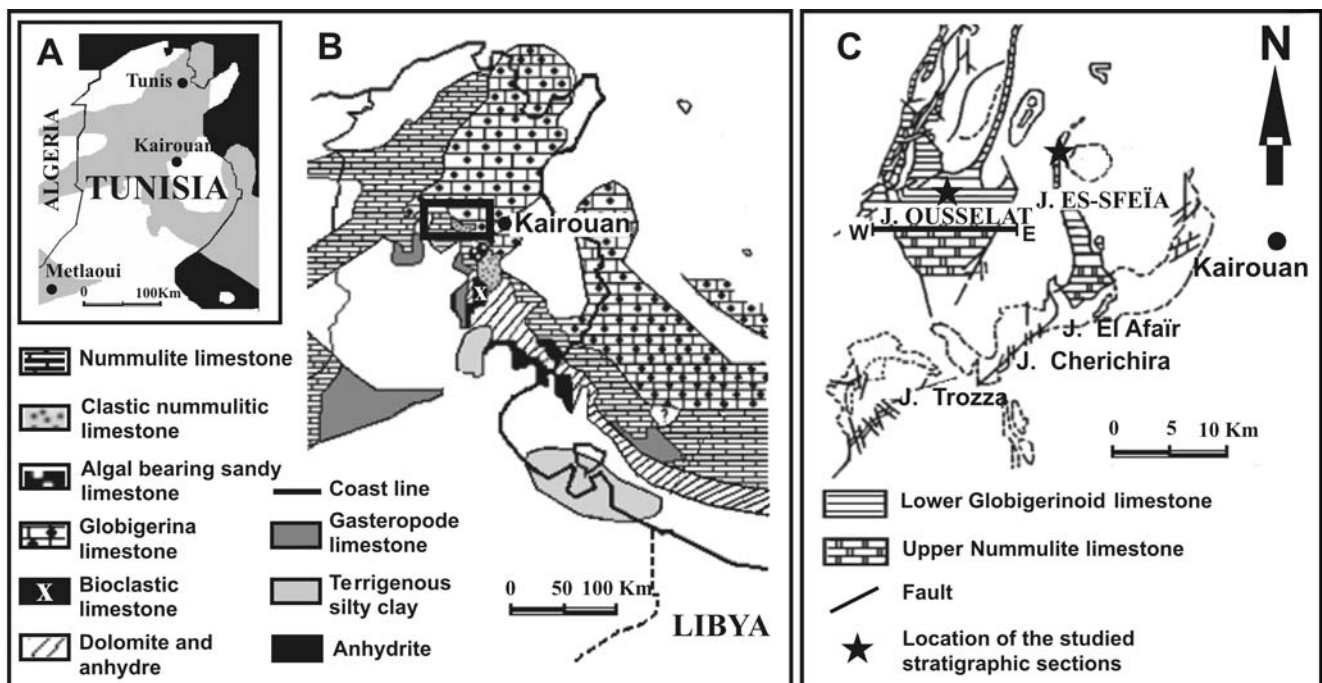 A
Tunis
ALGERIA
Kairouan
TUNISIA
Metlaoui
0 100Km
B
Kairouan
X
?
0 50 100 Km
LIBYA
Nummulite limestone
Clastic nummulitic
limestone
Algal bearing sandy
limestone
Globigerina
limestone
X
Bioclastic
limestone
Dolomite and
anhydre
Coast line
Gasteropode
limestone
Terrigenous
silty clay
Anhydrite
C
N
J. OUSSELAT
J. ES-SFEÏA
W
E
Kairouan
J. El Afaïr
J. Cherichira
J. Trozza
0 5 10 Km
Lower Globigerinoid limestone
Upper Nummulite limestone
Fault
Location of the studied
stratigraphic sections